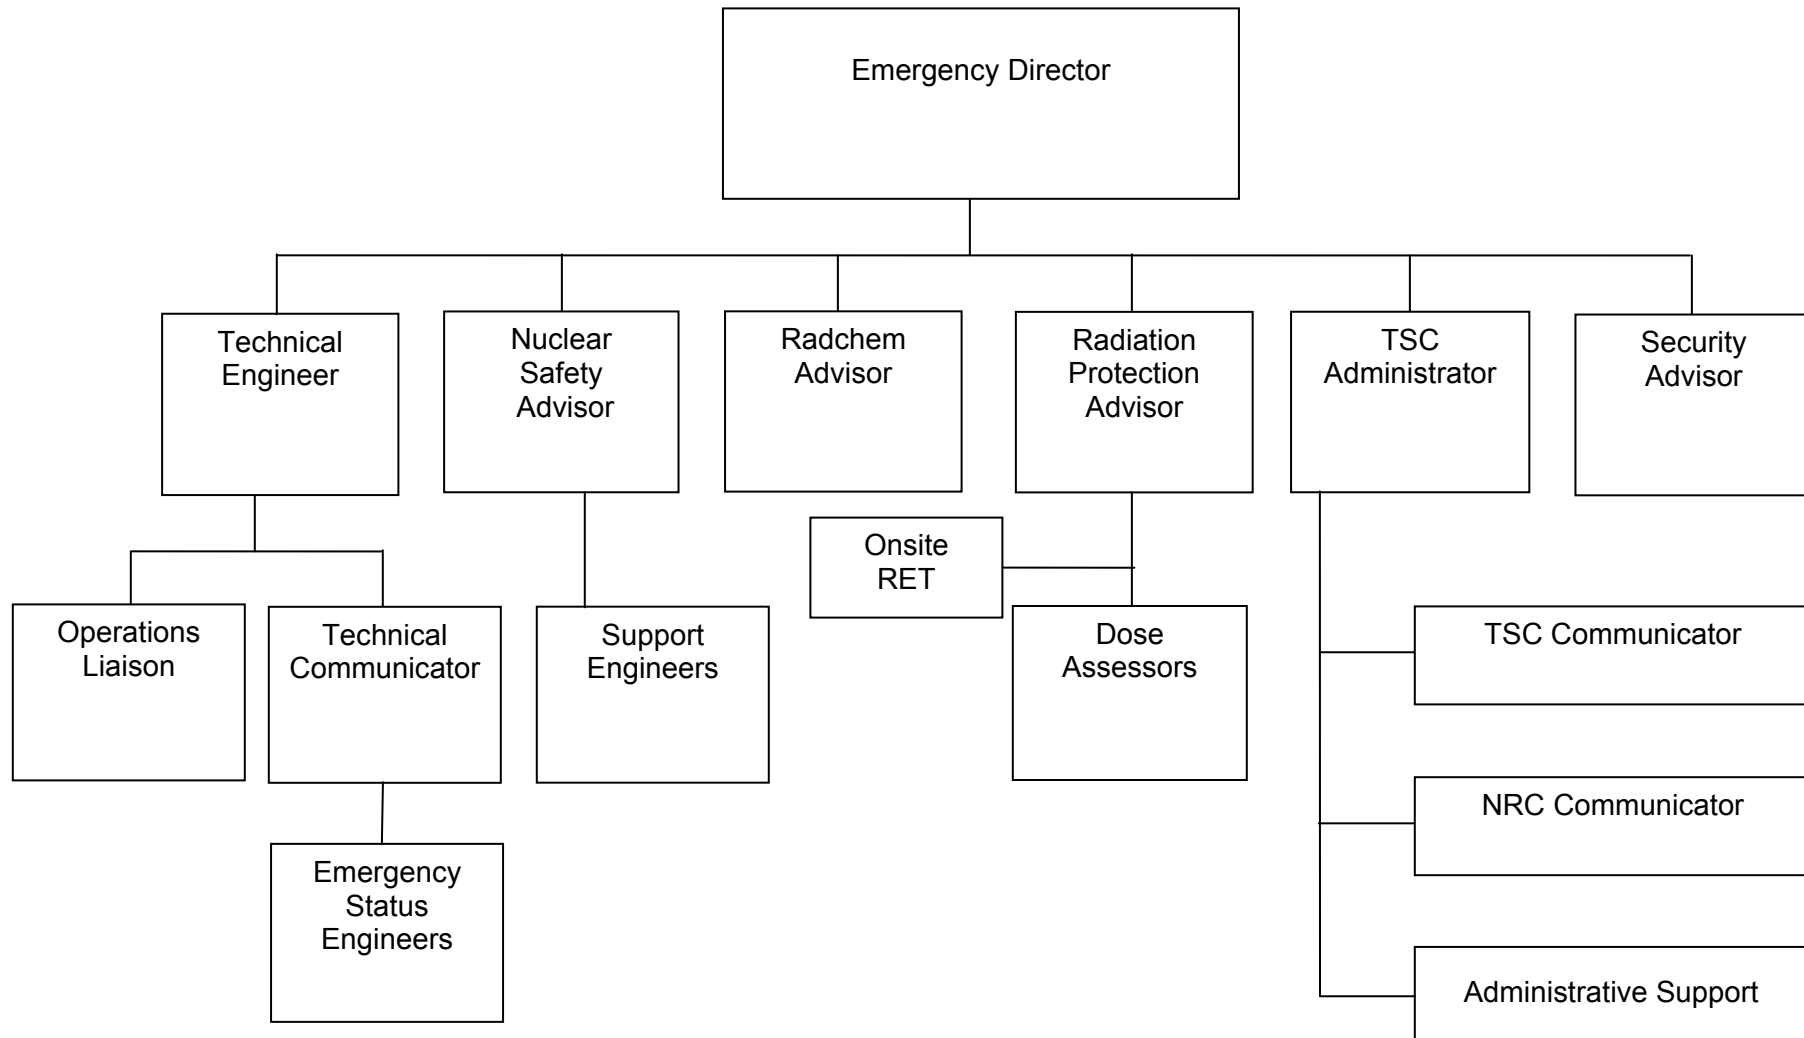 Emergency Director
Technical
Engineer
Nuclear
Safety
Advisor
Radchem
Advisor
Radiation
Protection
Advisor
TSC
Administrator
Security
Advisor
Onsite
RET
Operations
Liaison
Technical
Communicator
Support
Engineers
Dose
Assessors
TSC Communicator
NRC Communicator
Emergency
Status
Engineers
Administrative Support